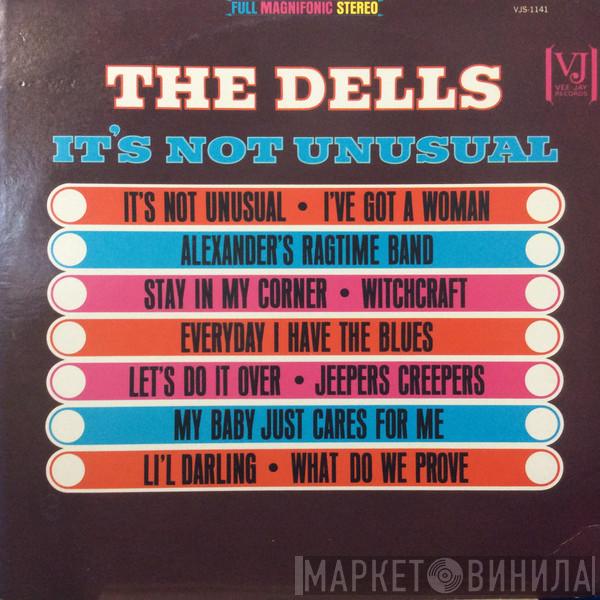 FULL MAGNIFONIC STEREO
VJS-1141
VJ
VEE JAY
RECORDS
THE DELLS
IT'S NOT UNUSUAL
IT'S NOT UNUSUAL • I'VE GOT A WOMAN
ALEXANDER'S RAGTIME BAND
STAY IN MY CORNER • WITCHCRAFT
EVERYDAY I HAVE THE BLUES
LET'S DO IT OVER • JEEPERS CREEPERS
MY BABY JUST CARES FOR ME
LI'L DARLING • WHAT DO WE PROVE
МАРКЕТ ВИНИЛА